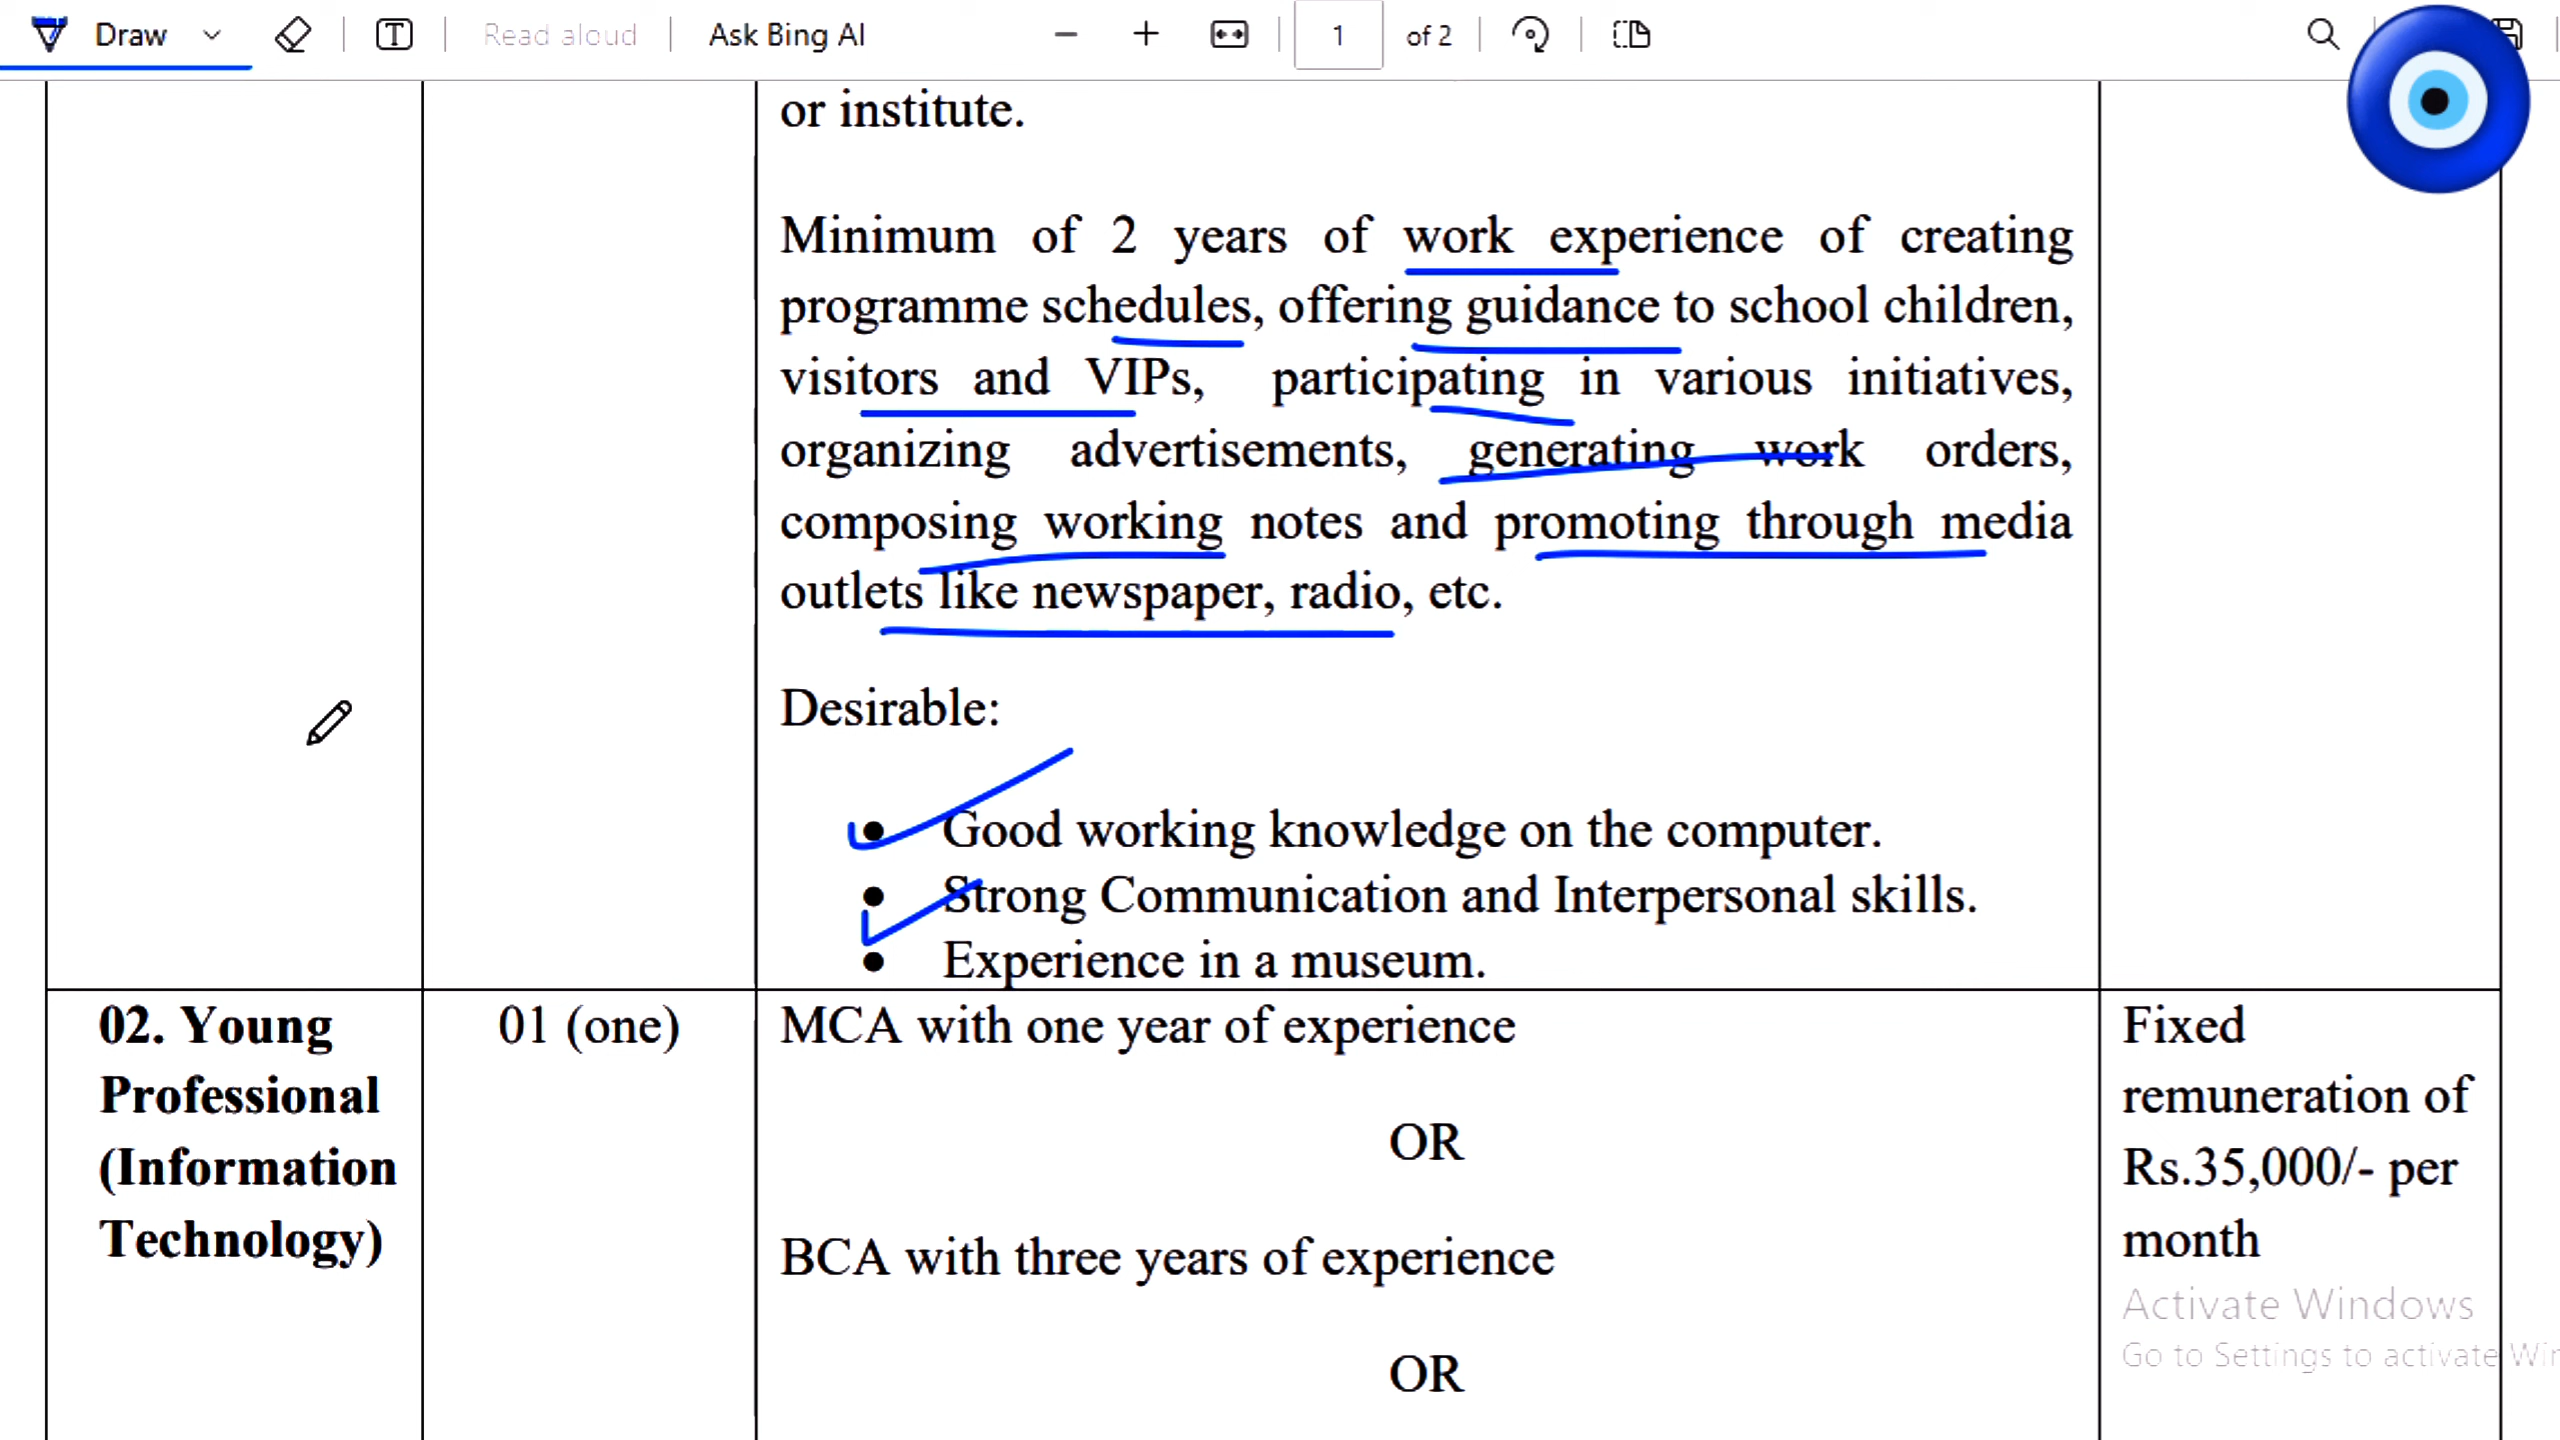 Draw
Read aloud
Ask Bing AI
1
of 2
or institute.
Minimum of 2 years of work experience of creating
programme schedules, offering guidance to school children,
visitors and VIPs, participating in various initiatives,
organizing advertisements, generating work orders,
composing working notes and promoting through media
outlets like newspaper, radio, etc.
Desirable:
• Good working knowledge on the computer.
• Strong Communication and Interpersonal skills.
• Experience in a museum.
02. Young
Professional
(Information
Technology)
01 (one)
MCA with one year of experience
OR
BCA with three years of experience
OR
Fixed
remuneration of
Rs.35,000/- per
month
Activate Windows
Go to Settings to activate Win